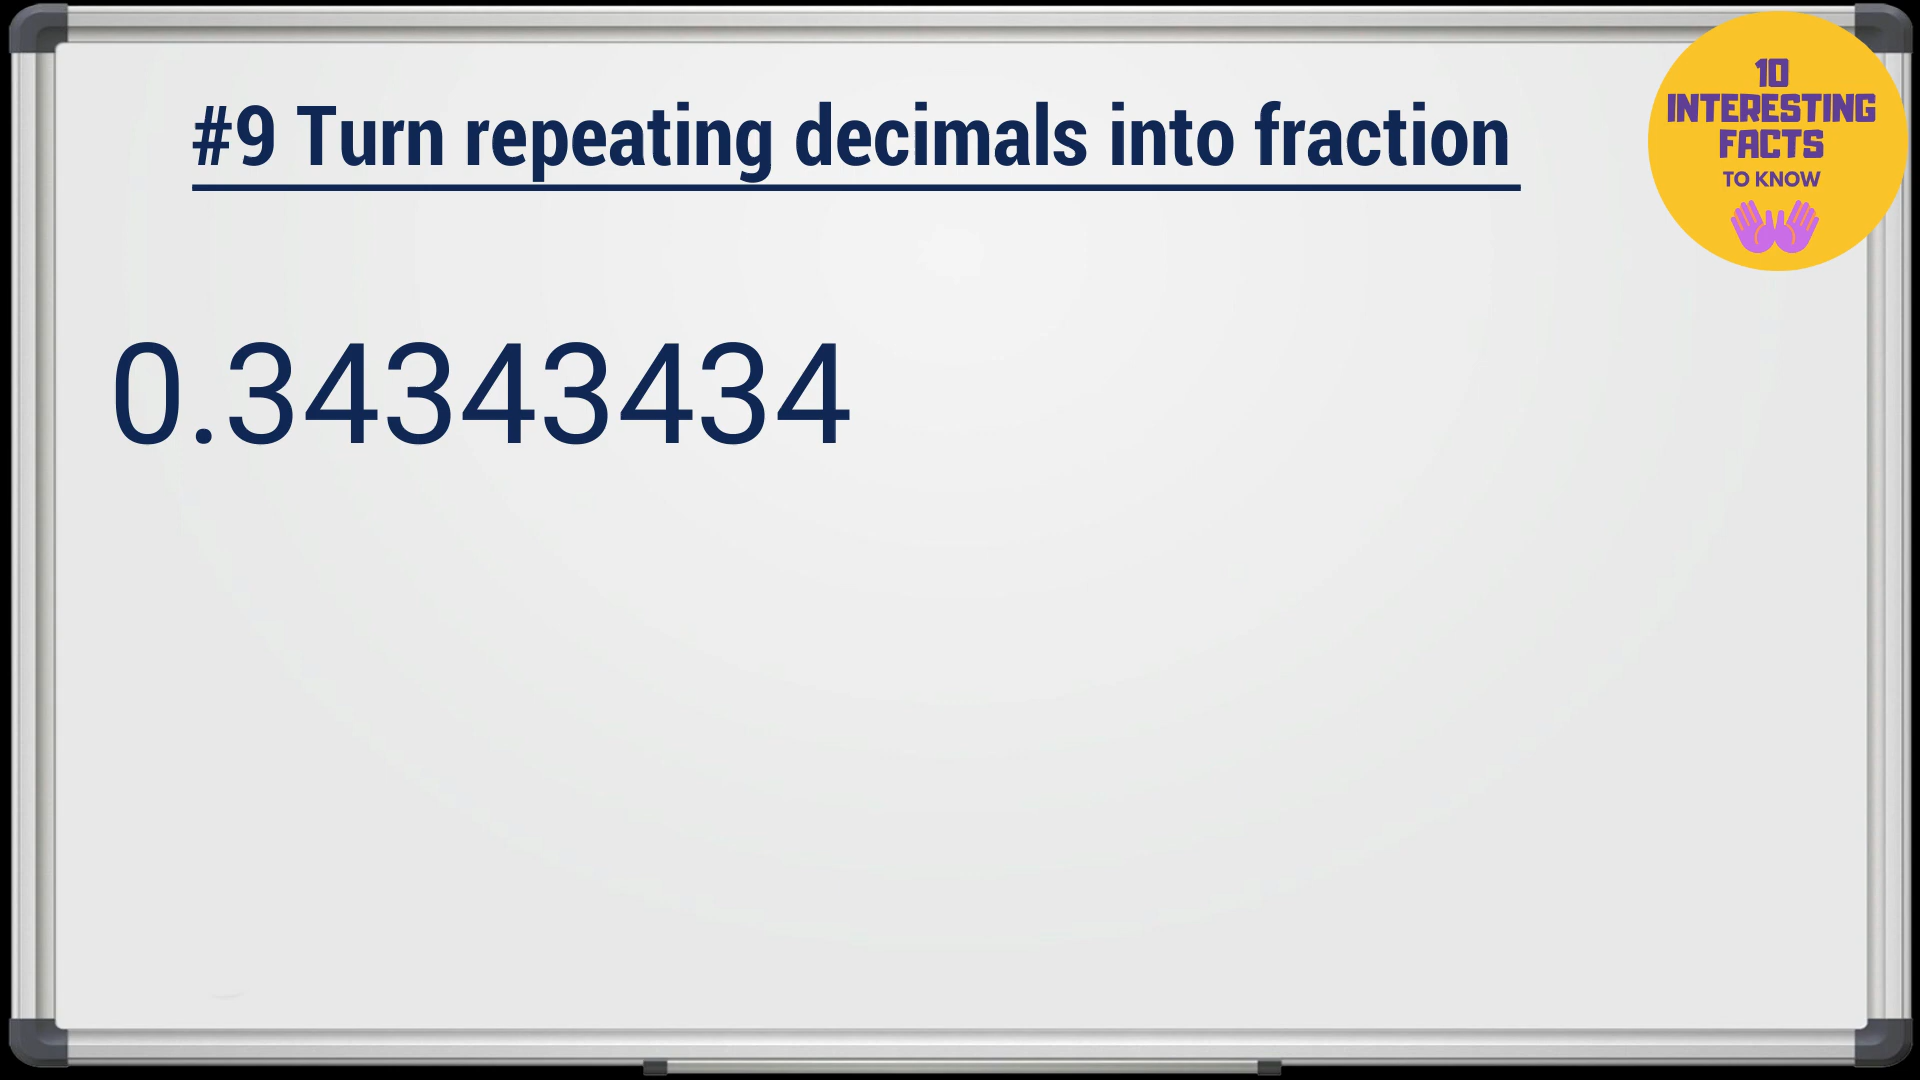 #9 Turn repeating decimals into fraction
10
INTERESTING
FACTS
TO KNOW
0.34343434